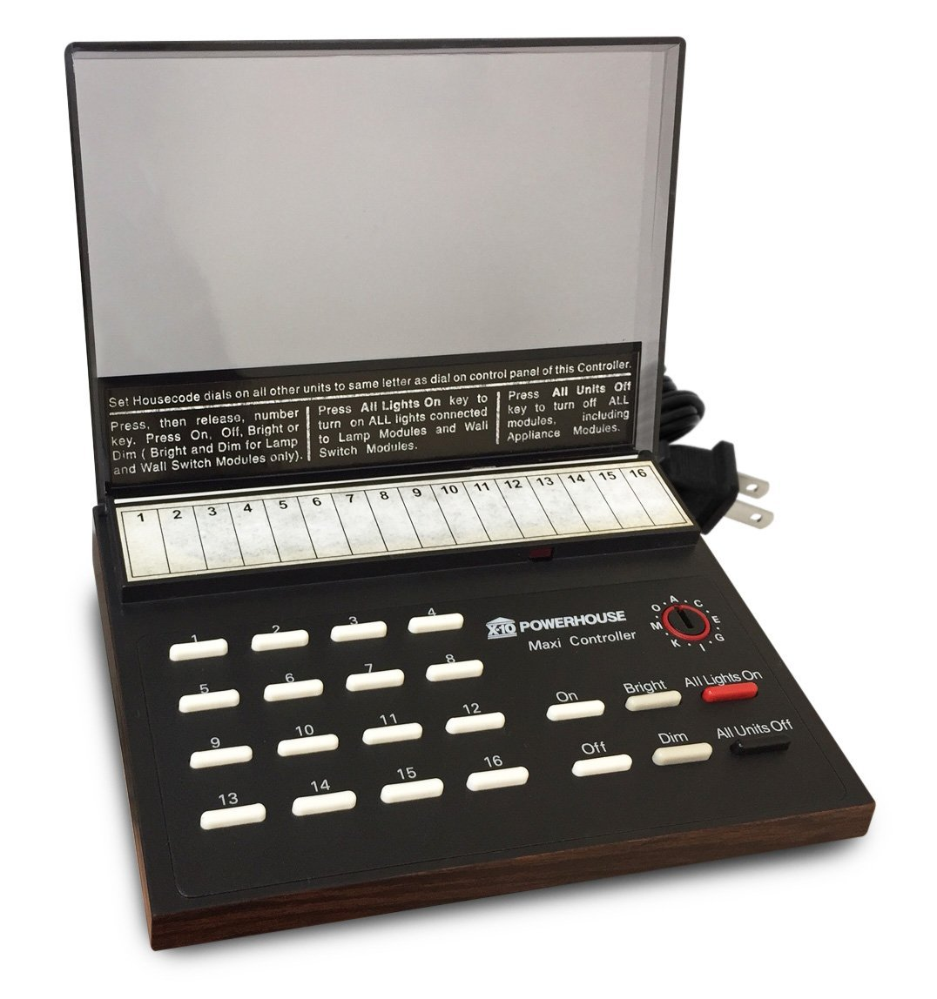 Set Housecode dials on all other units to same letter as dial on control panel of this Controller.
Press, then release, number
key. Press On, Off, Bright or
Dim ( Bright and Dim for Lamp
and Wall Switch Modules only).
Press All Lights On key to
turn on ALL lights connected
to Lamp Modules and Wall
Switch Modules.
Press All Units Off
key to turn off ALL
modules, including
Appliance Modules.
1 2 3 4 5 6 7 8 9 10 11 12 13 14 15 16
1 2 3 4
5 6 7 8
9 10 11 12
13 14 15 16
X-10 POWERHOUSE
Maxi Controller
A C E G I K M O
On Bright All Lights On
Off Dim All Units Off